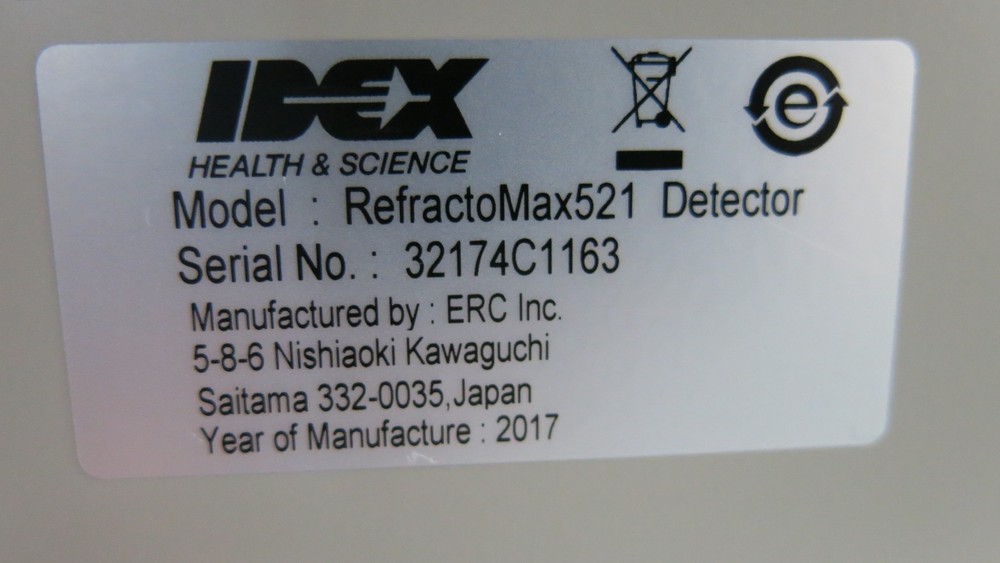 IDEX
HEALTH & SCIENCE
e
Model : RefractoMax521 Detector
Serial No. : 32174C1163
Manufactured by : ERC Inc.
5-8-6 Nishiaoki Kawaguchi
Saitama 332-0035,Japan
Year of Manufacture : 2017